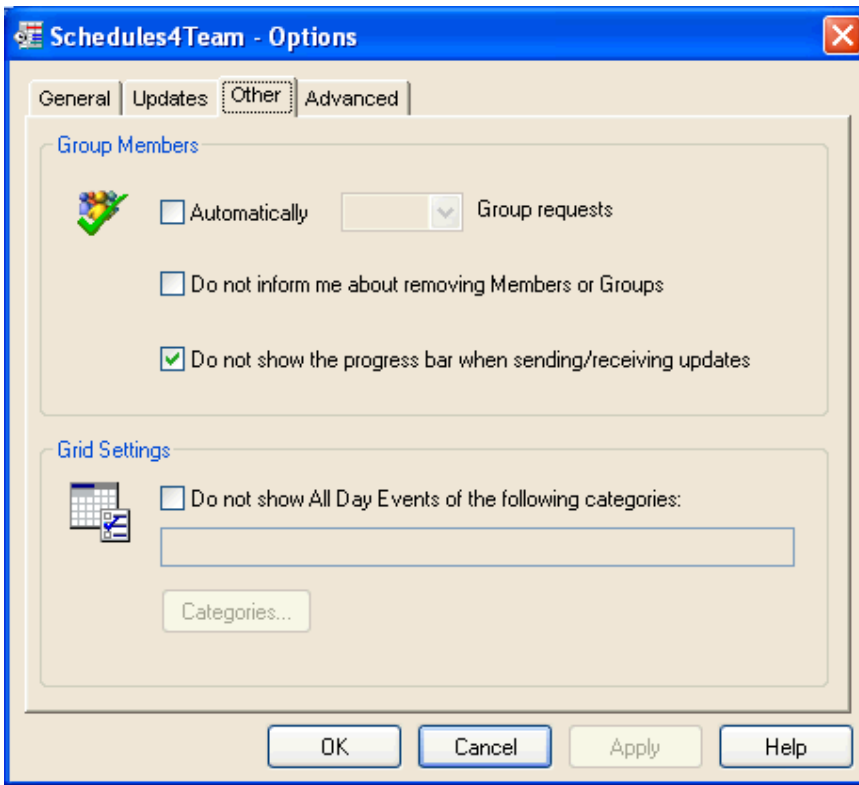 Schedules4Team - Options
General Updates Other Advanced
Group Members
Automatically Group requests
Do not inform me about removing Members or Groups
Do not show the progress bar when sending/receiving updates
Grid Settings
Do not show All Day Events of the following categories:
Categories...
OK Cancel Apply Help